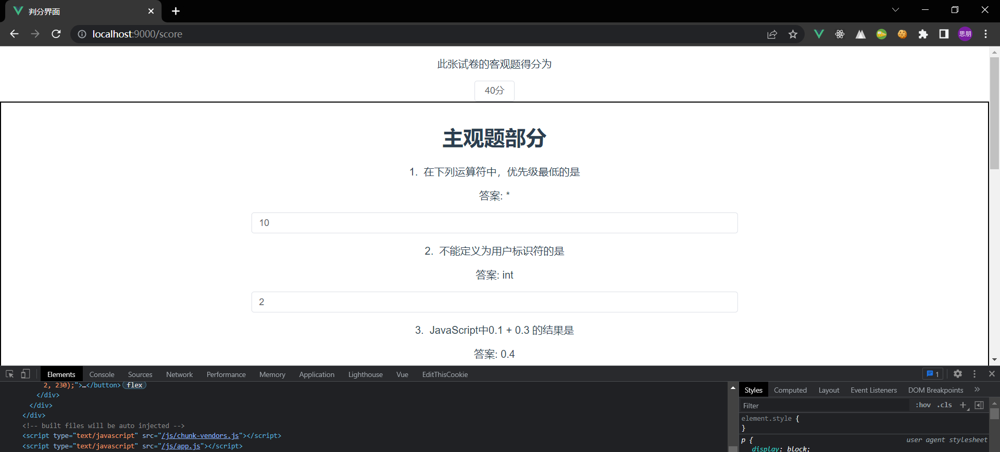 判分界面
localhost:9000/score
思朋
此张试卷的客观题得分为
40分
主观题部分
1. 在下列运算符中，优先级最低的是
答案: *
10
2. 不能定义为用户标识符的是
答案: int
2
3. JavaScript中0.1 + 0.3 的结果是
答案: 0.4
Elements Console Sources Network Performance Memory Application Lighthouse Vue EditThisCookie 1
2, 230);">…</button> flex
</div>
</div>
</div>
<!-- built files will be auto injected -->
<script type="text/javascript" src="/js/chunk-vendors.js"></script>
<script type="text/javascript" src="/js/app.js"></script>
Styles Computed Layout Event Listeners DOM Breakpoints »
Filter :hov .cls +
element.style {
}
p { user agent stylesheet
display: block;